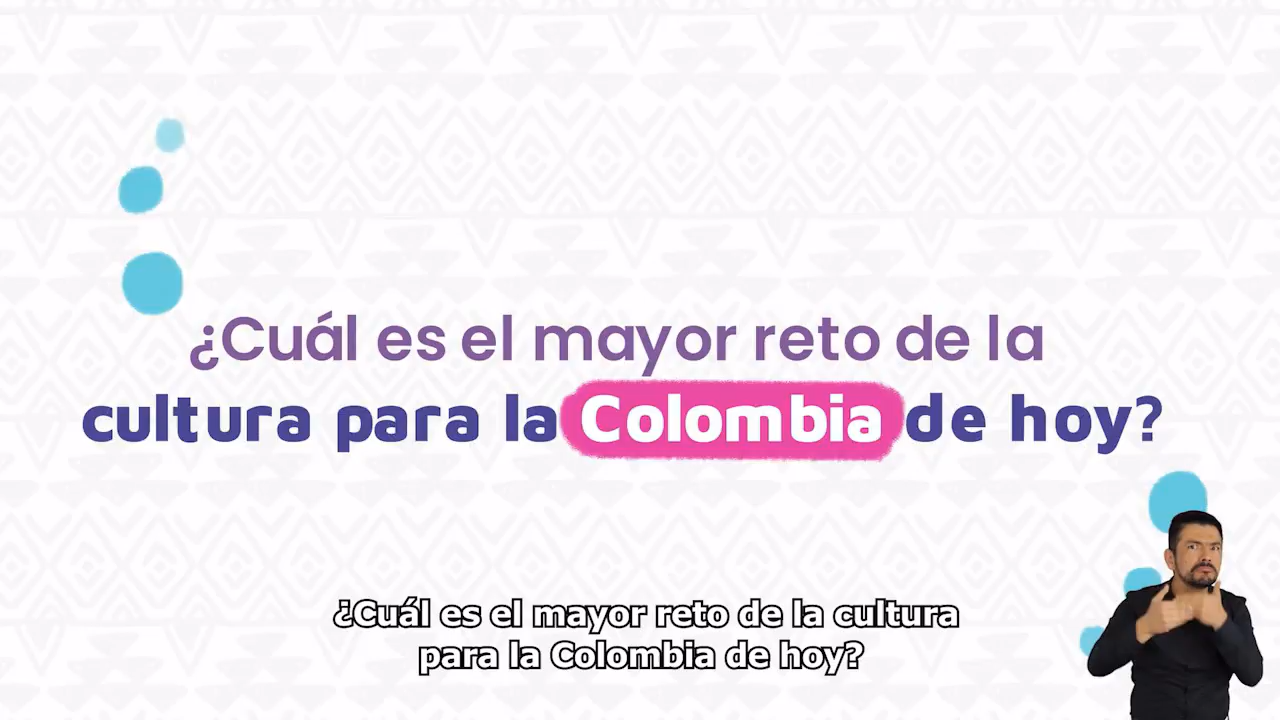 ¿Cuál es el mayor reto de la
cultura para la Colombia de hoy?
¿Cuál es el mayor reto de la cultura
para la Colombia de hoy?